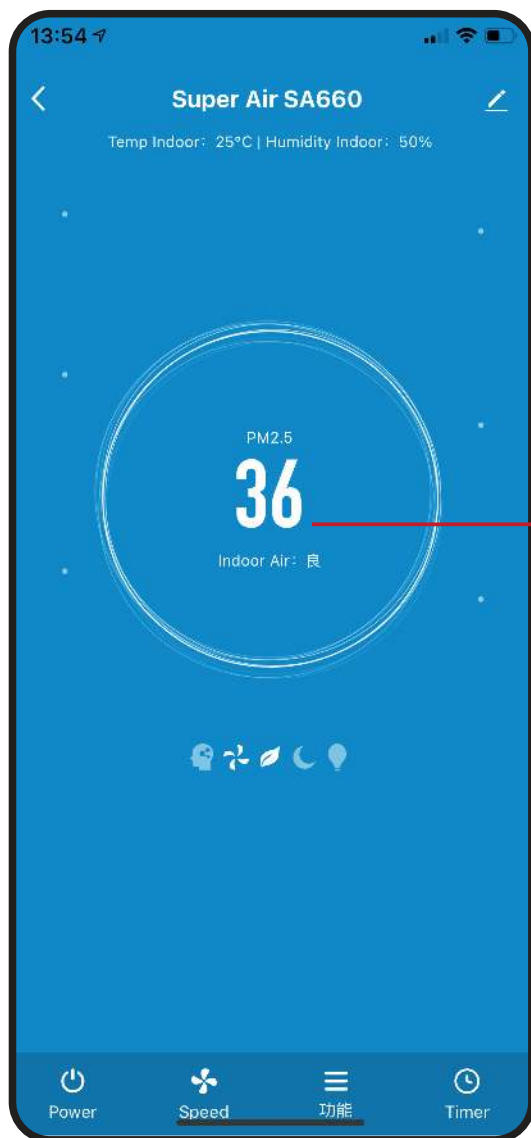 13:54
Super Air SA660
Temp Indoor: 25°C | Humidity Indoor: 50%
PM2.5
36
Indoor Air: 良
Power
Speed
功能
Timer